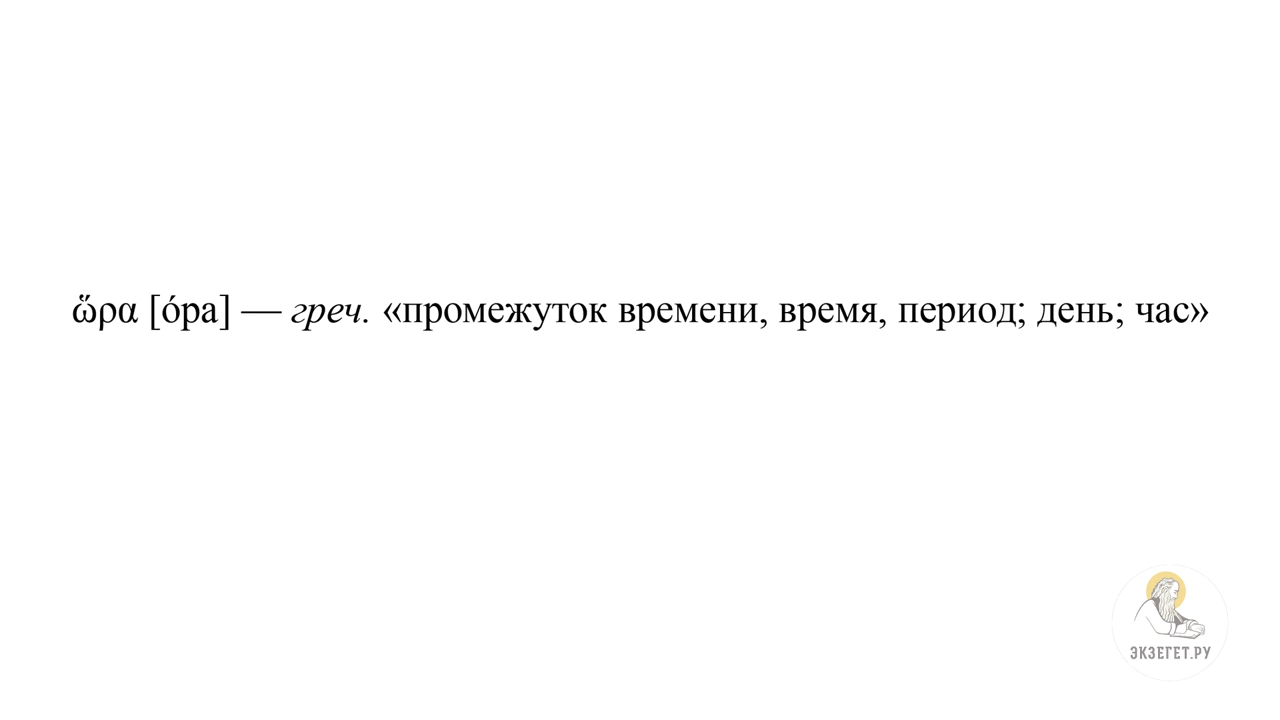 ὥρα [óра] — греч. «промежуток времени, время, период; день; час»
ЭКЗЕГЕТ.РУ